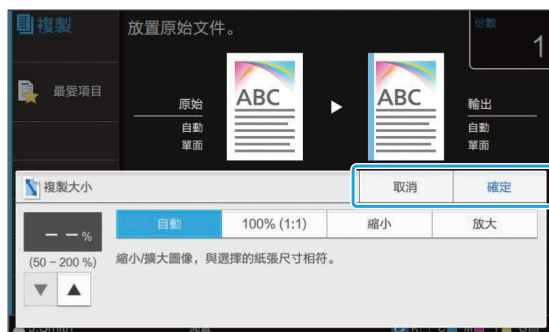 複製
放置原始文件。
份數
1
最愛項目
原始
自動
單面
ABC
ABC
輸出
自動
單面
複製大小
取消
確定
－－%
(50－200 %)
自動
100% (1:1)
縮小
放大
縮小/擴大圖像，與選擇的紙張尺寸相符。